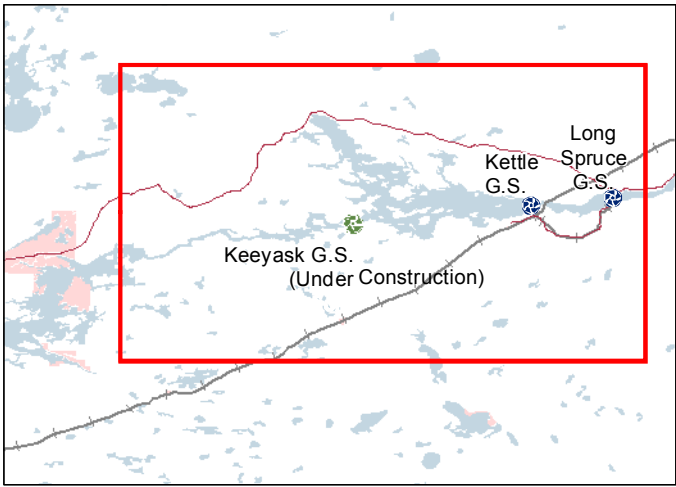 Long
Spruce
G.S.
Kettle
G.S.
Keeyask G.S.
(Under Construction)